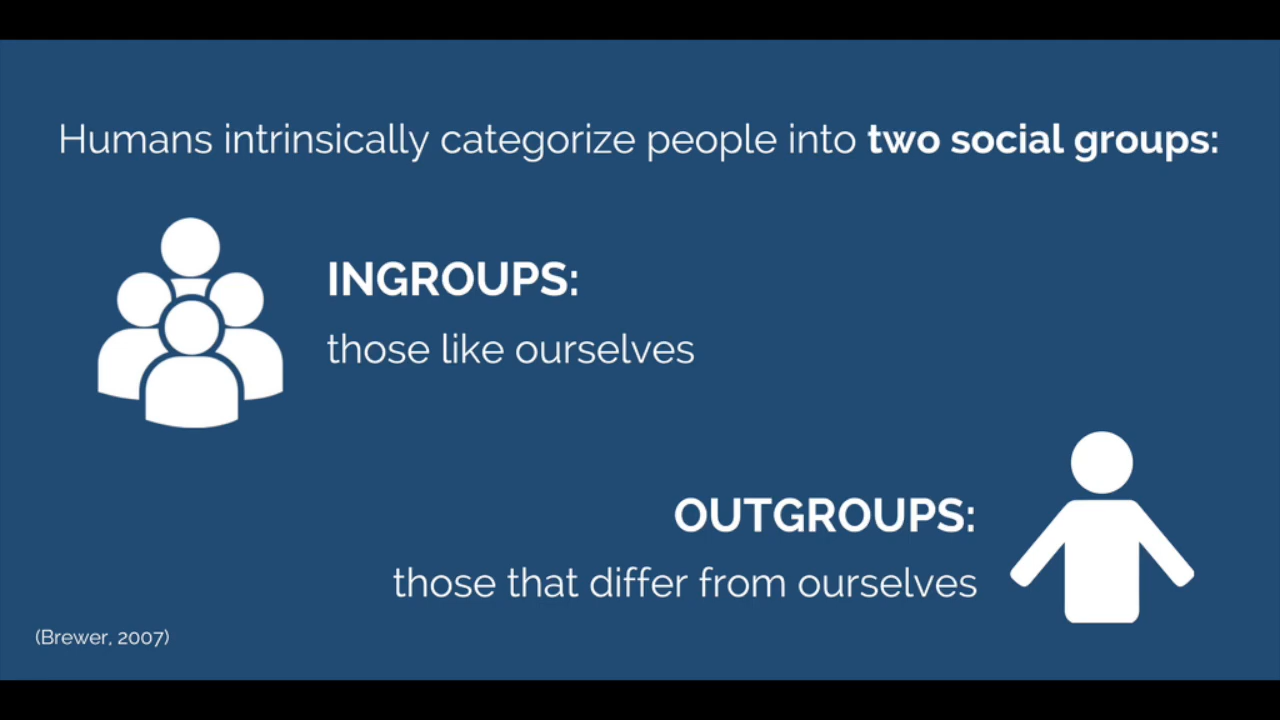 Humans intrinsically categorize people into two social groups:
INGROUPS:
those like ourselves
OUTGROUPS:
those that differ from ourselves
(Brewer, 2007)